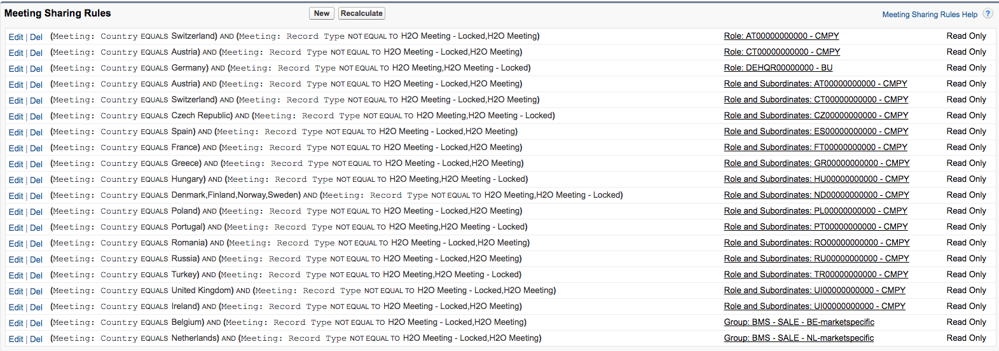 Meeting Sharing Rules New Recalculate Meeting Sharing Rules Help ?
Edit | Del (Meeting: Country EQUALS Switzerland) AND (Meeting: Record Type NOT EQUAL TO H2O Meeting - Locked,H2O Meeting) Role: AT00000000000 - CMPY Read Only
Edit | Del (Meeting: Country EQUALS Austria) AND (Meeting: Record Type NOT EQUAL TO H2O Meeting - Locked,H2O Meeting) Role: CT00000000000 - CMPY Read Only
Edit | Del (Meeting: Country EQUALS Germany) AND (Meeting: Record Type NOT EQUAL TO H2O Meeting,H2O Meeting - Locked) Role: DEHQR00000000 - BU Read Only
Edit | Del (Meeting: Country EQUALS Austria) AND (Meeting: Record Type NOT EQUAL TO H2O Meeting - Locked,H2O Meeting) Role and Subordinates: AT00000000000 - CMPY Read Only
Edit | Del (Meeting: Country EQUALS Switzerland) AND (Meeting: Record Type NOT EQUAL TO H2O Meeting - Locked,H2O Meeting) Role and Subordinates: CT00000000000 - CMPY Read Only
Edit | Del (Meeting: Country EQUALS Czech Republic) AND (Meeting: Record Type NOT EQUAL TO H2O Meeting,H2O Meeting - Locked) Role and Subordinates: CZ00000000000 - CMPY Read Only
Edit | Del (Meeting: Country EQUALS Spain) AND (Meeting: Record Type NOT EQUAL TO H2O Meeting - Locked,H2O Meeting) Role and Subordinates: ES00000000000 - CMPY Read Only
Edit | Del (Meeting: Country EQUALS France) AND (Meeting: Record Type NOT EQUAL TO H2O Meeting - Locked,H2O Meeting) Role and Subordinates: FT00000000000 - CMPY Read Only
Edit | Del (Meeting: Country EQUALS Greece) AND (Meeting: Record Type NOT EQUAL TO H2O Meeting - Locked,H2O Meeting) Role and Subordinates: GR00000000000 - CMPY Read Only
Edit | Del (Meeting: Country EQUALS Hungary) AND (Meeting: Record Type NOT EQUAL TO H2O Meeting,H2O Meeting - Locked) Role and Subordinates: HU00000000000 - CMPY Read Only
Edit | Del (Meeting: Country EQUALS Denmark,Finland,Norway,Sweden) AND (Meeting: Record Type NOT EQUAL TO H2O Meeting,H2O Meeting - Locked) Role and Subordinates: ND00000000000 - CMPY Read Only
Edit | Del (Meeting: Country EQUALS Poland) AND (Meeting: Record Type NOT EQUAL TO H2O Meeting - Locked,H2O Meeting) Role and Subordinates: PL00000000000 - CMPY Read Only
Edit | Del (Meeting: Country EQUALS Portugal) AND (Meeting: Record Type NOT EQUAL TO H2O Meeting,H2O Meeting - Locked) Role and Subordinates: PT00000000000 - CMPY Read Only
Edit | Del (Meeting: Country EQUALS Romania) AND (Meeting: Record Type NOT EQUAL TO H2O Meeting - Locked,H2O Meeting) Role and Subordinates: RO00000000000 - CMPY Read Only
Edit | Del (Meeting: Country EQUALS Russia) AND (Meeting: Record Type NOT EQUAL TO H2O Meeting - Locked,H2O Meeting) Role and Subordinates: RU00000000000 - CMPY Read Only
Edit | Del (Meeting: Country EQUALS Turkey) AND (Meeting: Record Type NOT EQUAL TO H2O Meeting,H2O Meeting - Locked) Role and Subordinates: TR00000000000 - CMPY Read Only
Edit | Del (Meeting: Country EQUALS United Kingdom) AND (Meeting: Record Type NOT EQUAL TO H2O Meeting - Locked,H2O Meeting) Role and Subordinates: UI00000000000 - CMPY Read Only
Edit | Del (Meeting: Country EQUALS Ireland) AND (Meeting: Record Type NOT EQUAL TO H2O Meeting - Locked,H2O Meeting) Role and Subordinates: UI00000000000 - CMPY Read Only
Edit | Del (Meeting: Country EQUALS Belgium) AND (Meeting: Record Type NOT EQUAL TO H2O Meeting - Locked,H2O Meeting) Group: BMS - SALE - BE-marketspecific Read Only
Edit | Del (Meeting: Country EQUALS Netherlands) AND (Meeting: Record Type NOT EQUAL TO H2O Meeting - Locked,H2O Meeting) Group: BMS - SALE - NL-marketspecific Read Only